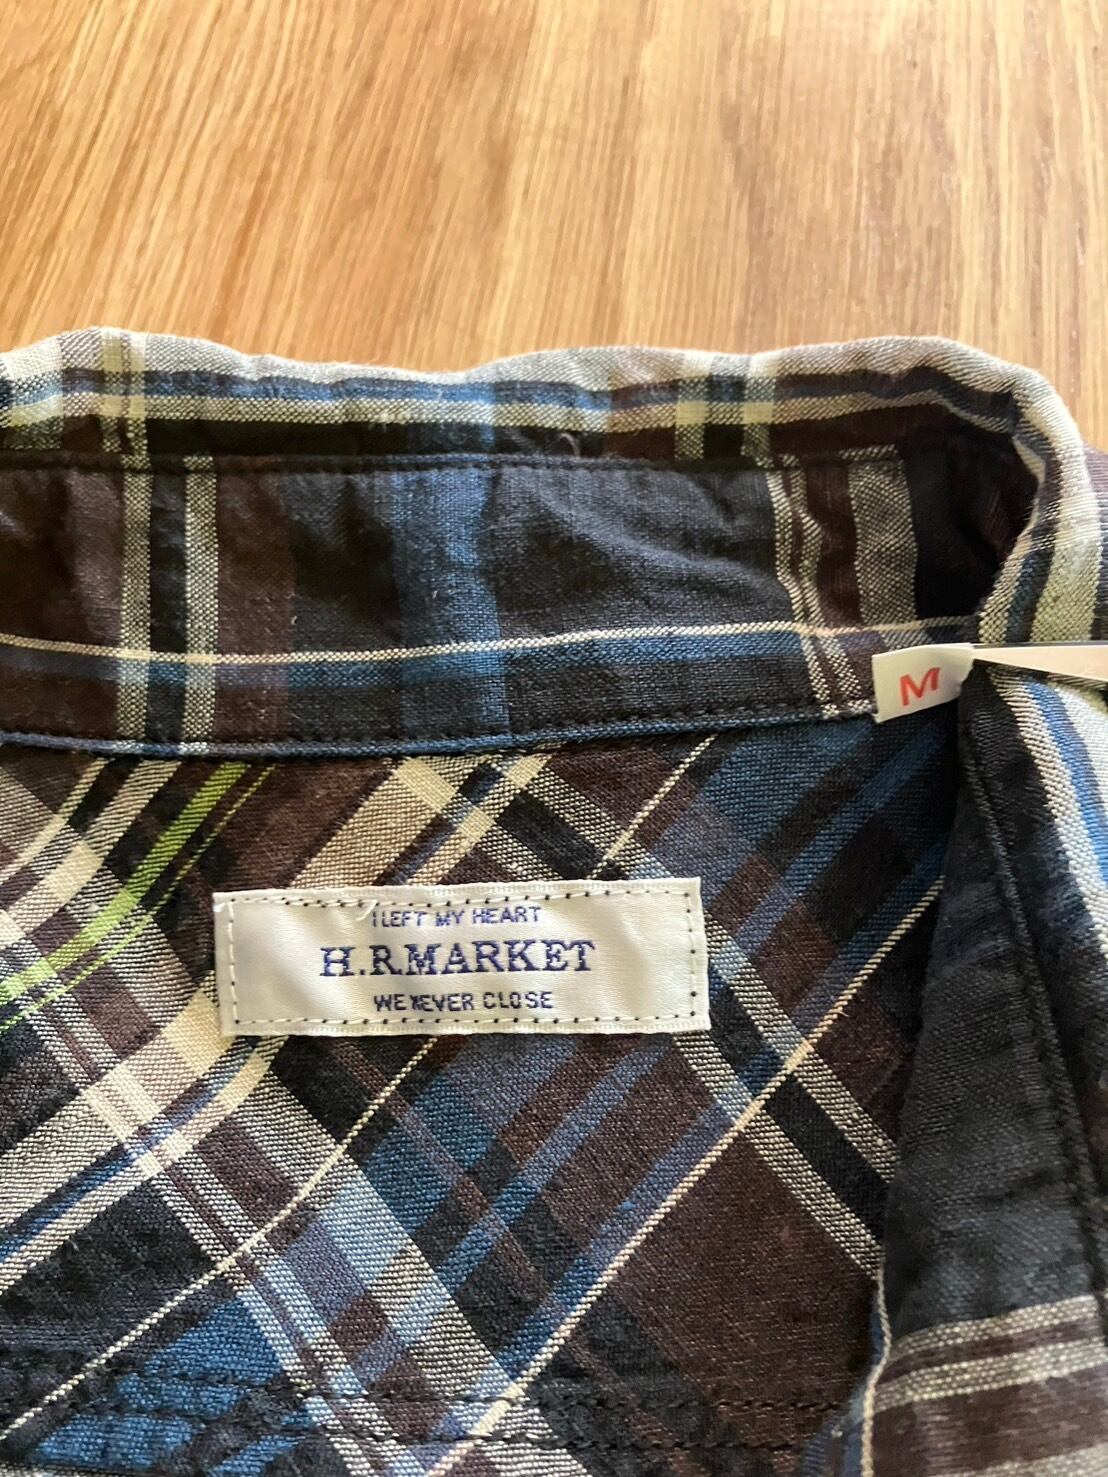 M
I LEFT MY HEART
H.R.MARKET
WE NEVER CLOSE